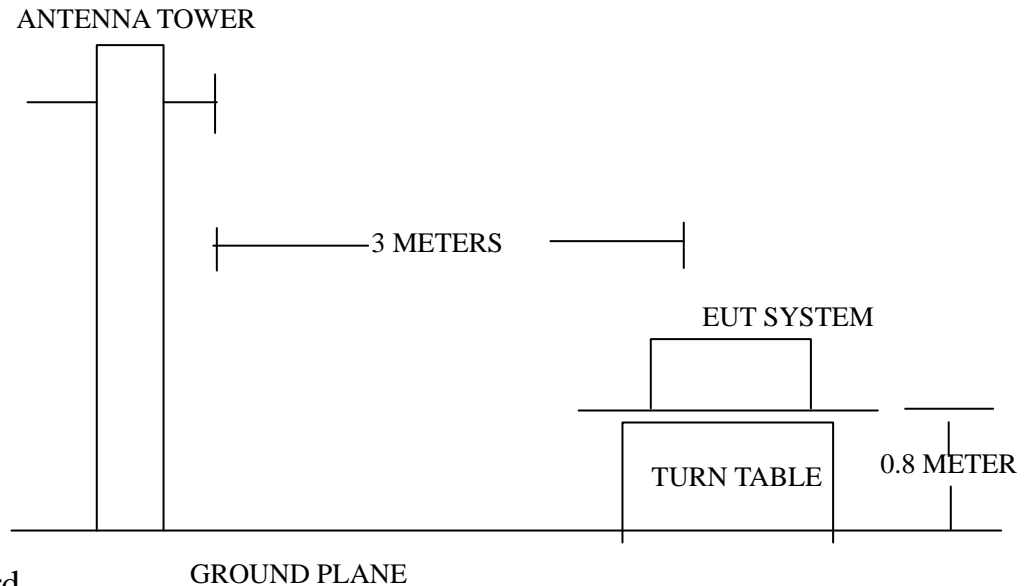 ANTENNA TOWER
3 METERS
EUT SYSTEM
0.8 METER
TURN TABLE
GROUND PLANE